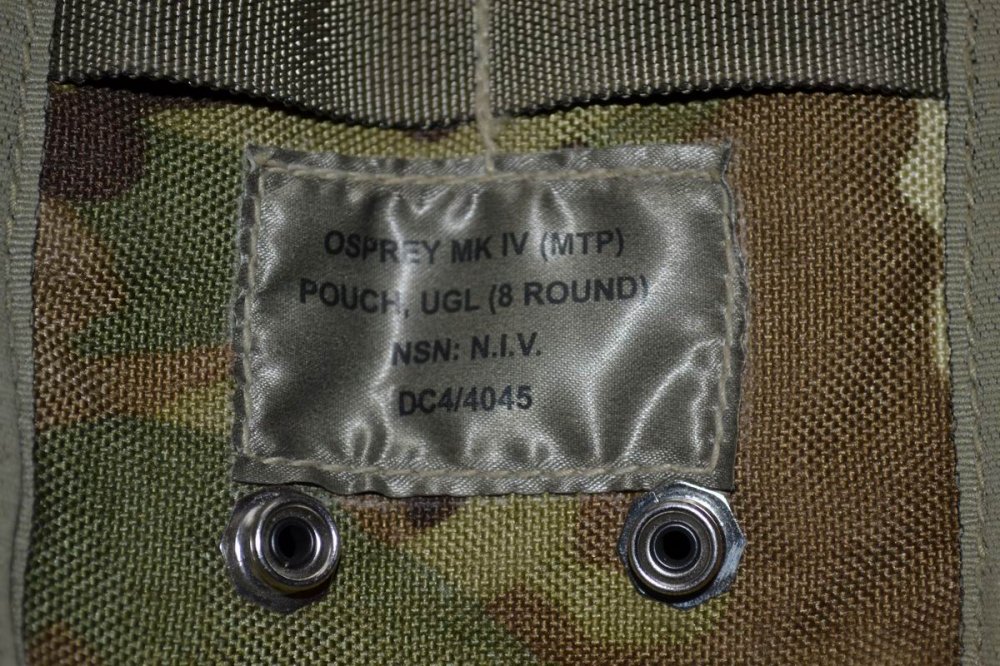 OSPREY MK IV (MTP)
POUCH, UGL (8 ROUND)
NSN: N.I.V.
DC4/4045